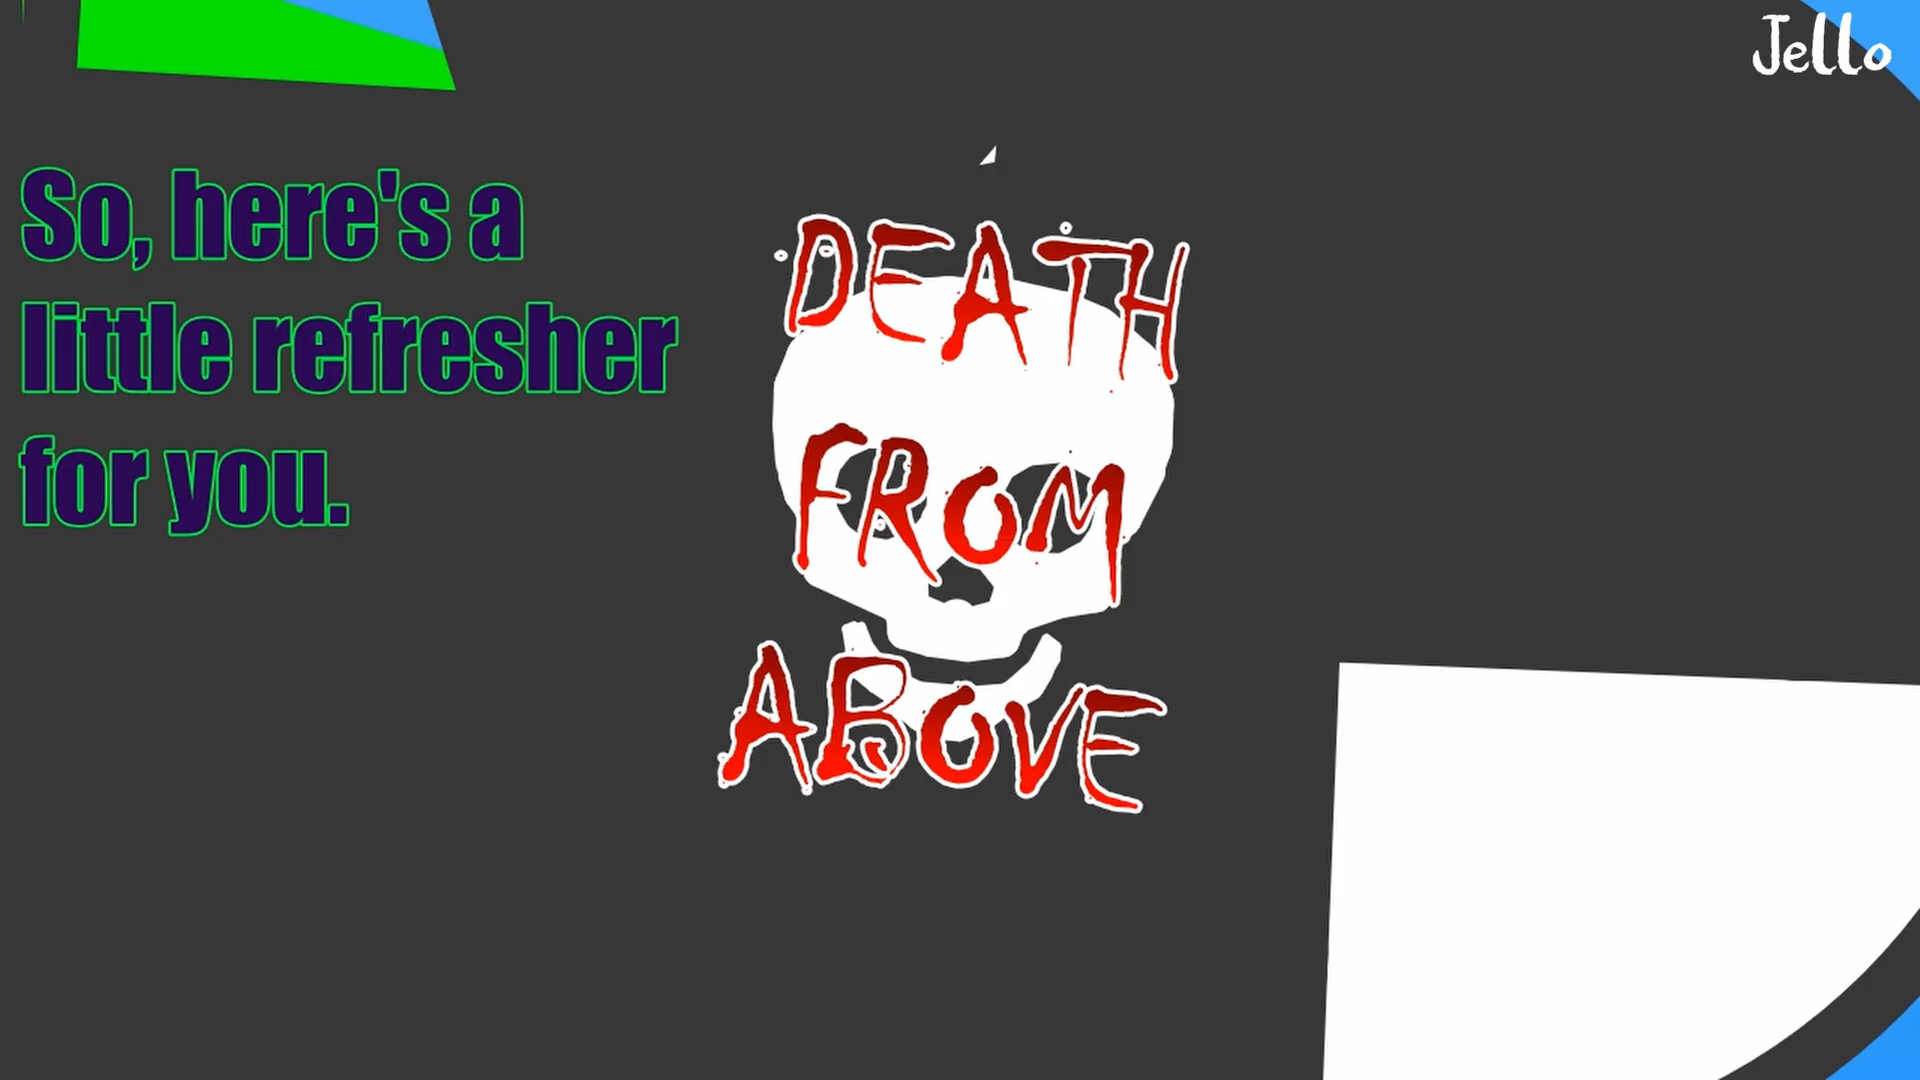 Jello
So, here's a
little refresher
for you.
DEATH
FROM
ABOVE